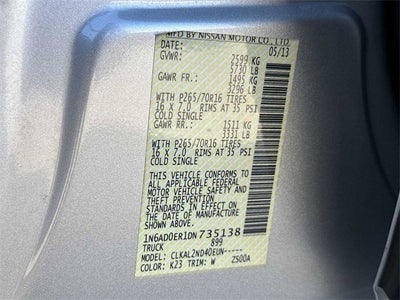 MFD BY NISSAN MOTOR CO., LTD.
DATE: 05/13
GVWR: 2599 KG
5730 LB
GAWR FR.: 1495 KG
3296 LB
WITH P265/70R16 TIRES
16 x 7.0 RIMS AT 35 PSI
COLD SINGLE
GAWR RR.: 1511 KG
3331 LB
WITH P265/70R16 TIRES
16 x 7.0 RIMS AT 35 PSI
COLD SINGLE
THIS VEHICLE CONFORMS TO
ALL APPLICABLE FEDERAL
MOTOR VEHICLE SAFETY AND
THEFT PREVENTION
STANDARDS IN EFFECT ON THE
DATE OF MANUFACTURE SHOWN
ABOVE.
1N6AD0ER1DN735138
TRUCK 899
MODEL: CLKAL2ND40EUN-----
COLOR: K23 TRIM: W Z500A